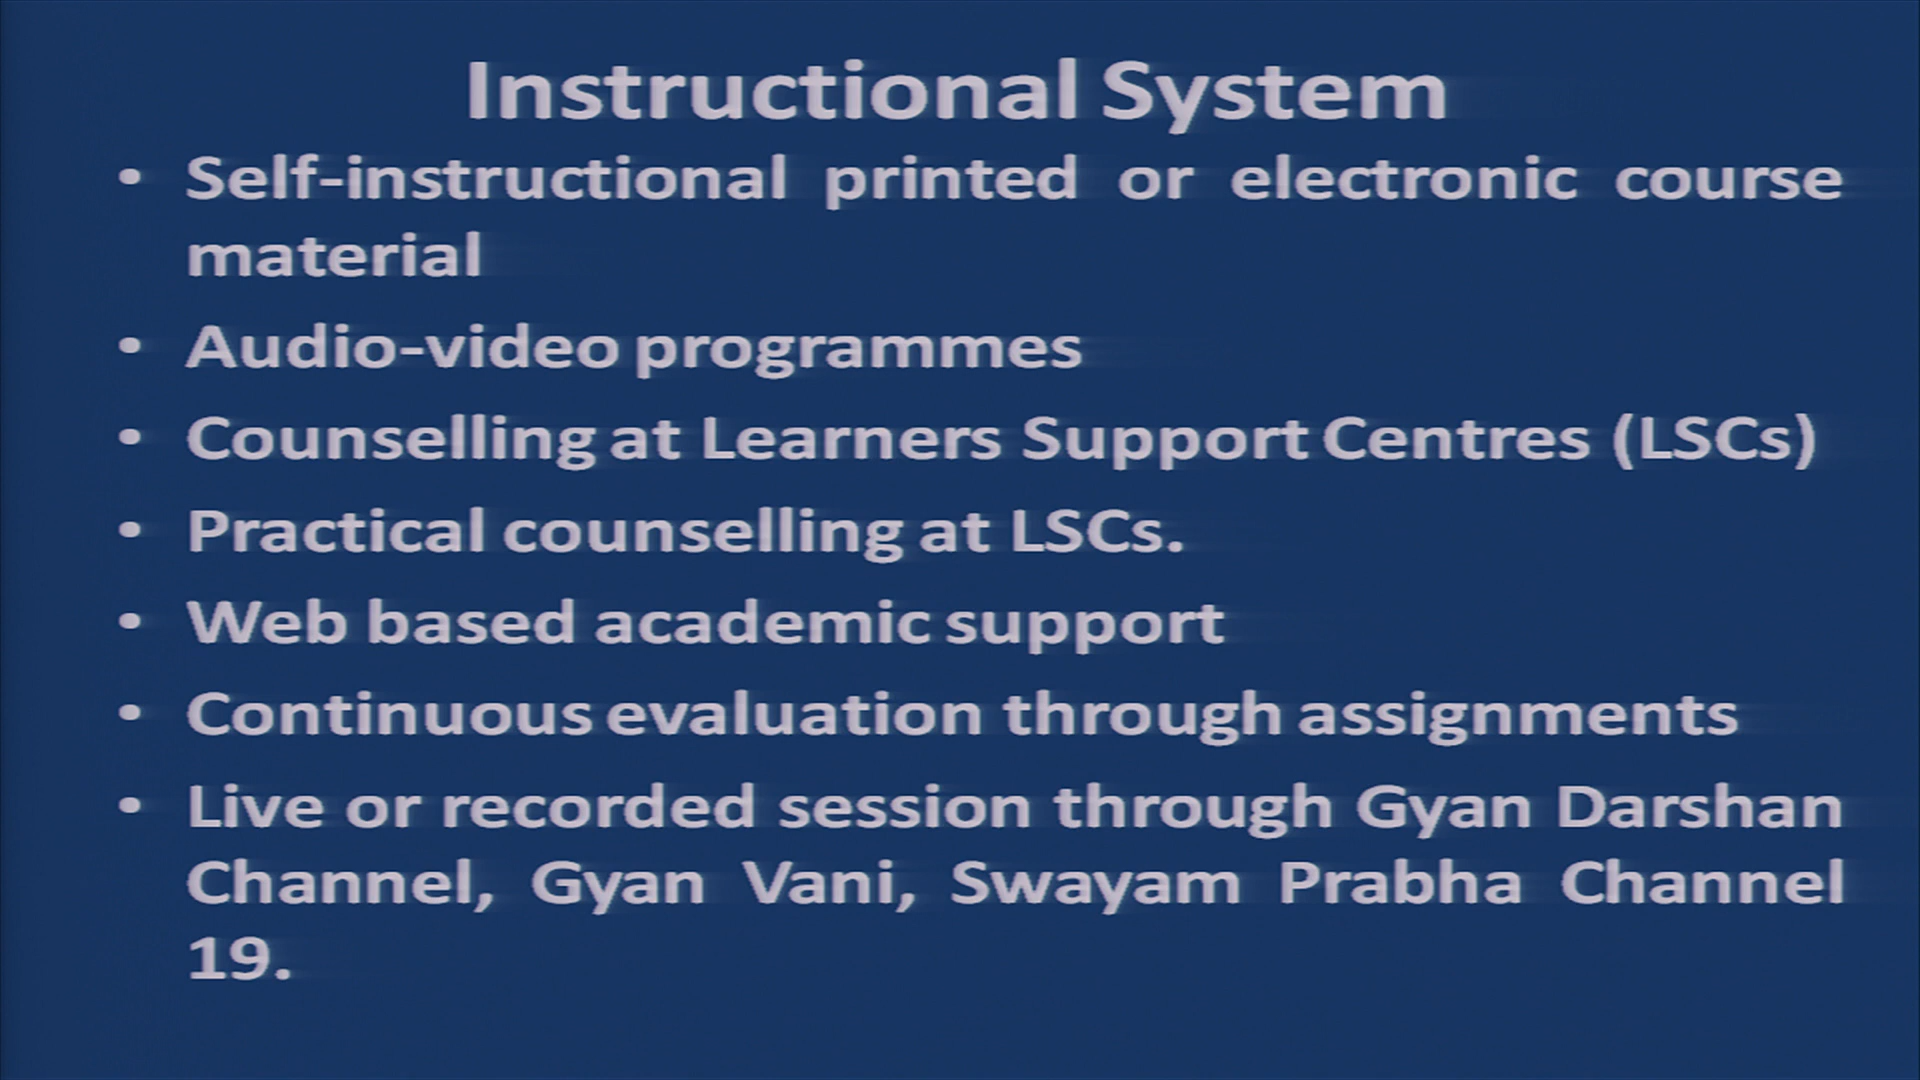 Instructional System
• Self-instructional printed or electronic course
material
• Audio-video programmes
• Counselling at Learners Support Centres (LSCs)
• Practical counselling at LSCs.
• Web based academic support
• Continuous evaluation through assignments
• Live or recorded session through Gyan Darshan
Channel, Gyan Vani, Swayam Prabha Channel
19.